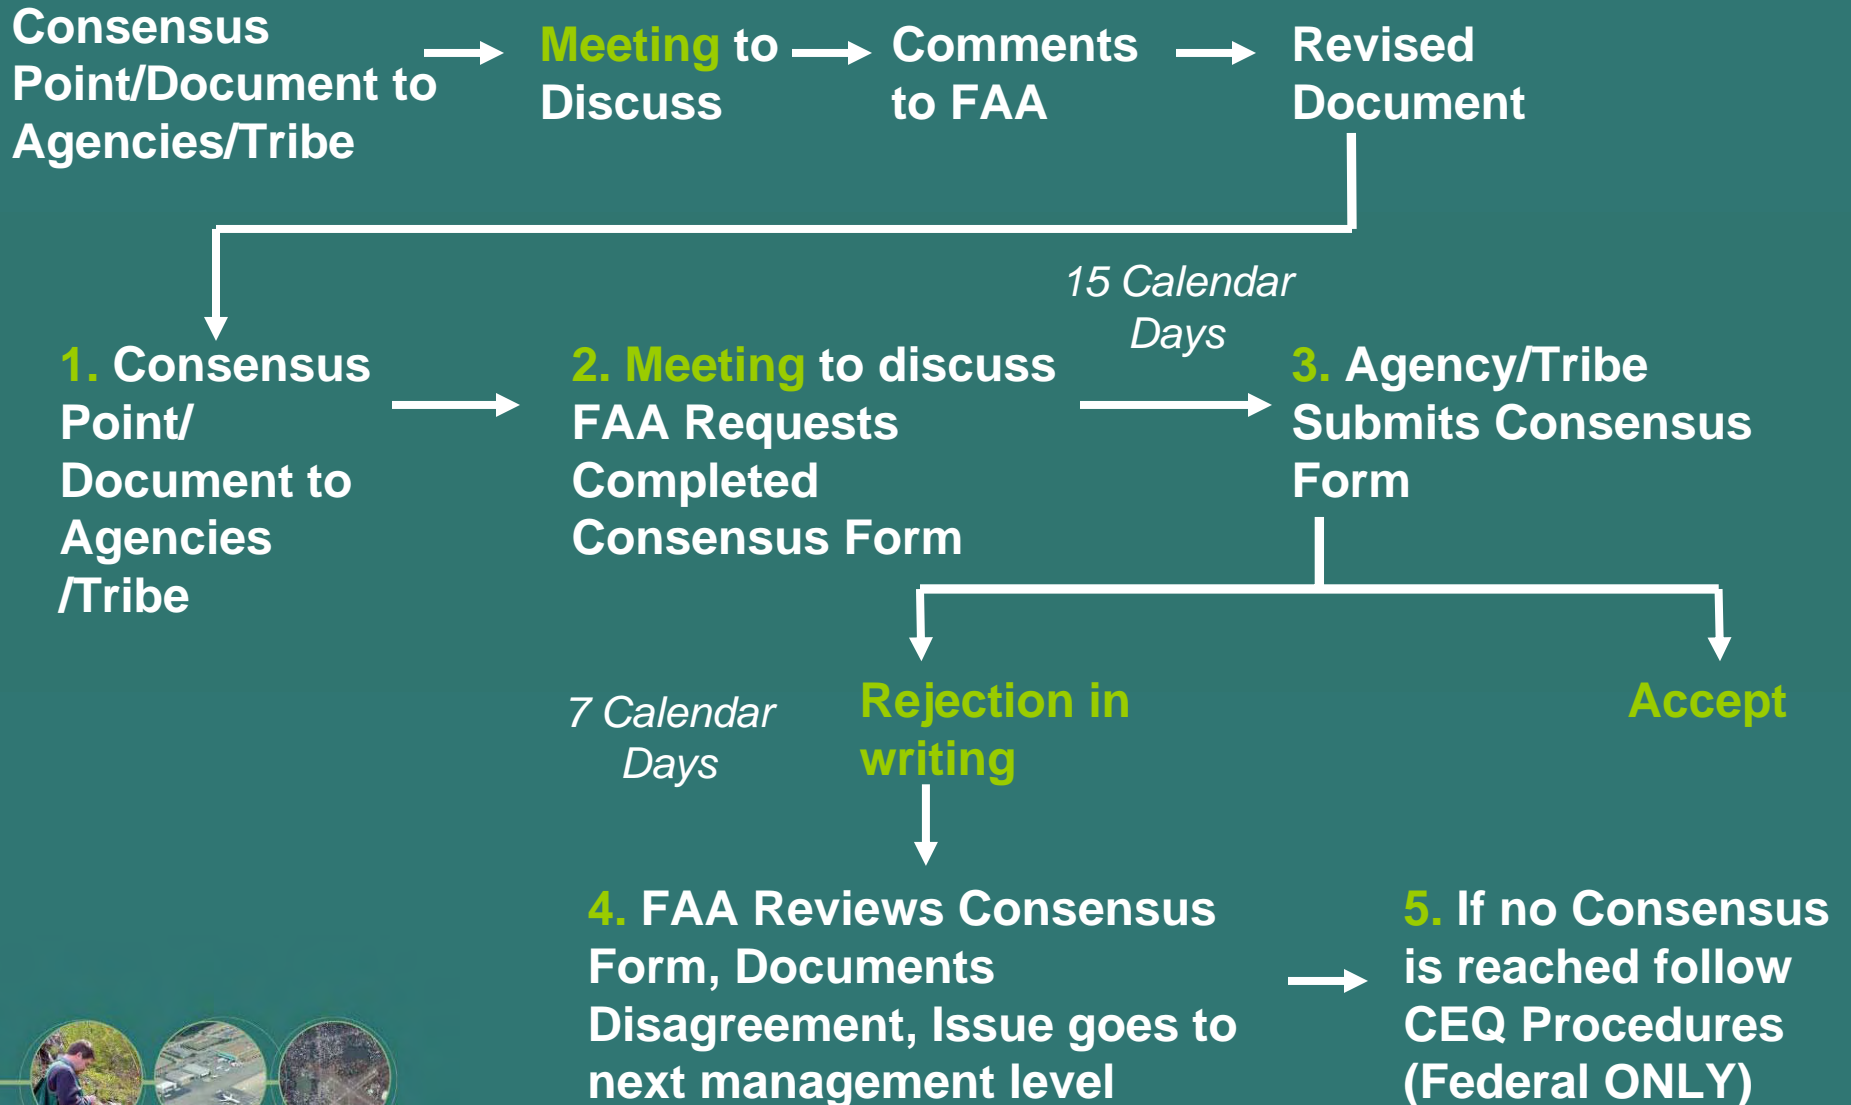 Consensus
Point/Document to
Agencies/Tribe
Meeting to
Discuss
Comments
to FAA
Revised
Document
1. Consensus
Point/
Document to
Agencies
/Tribe
2. Meeting to discuss
FAA Requests
Completed
Consensus Form
15 Calendar
Days
3. Agency/Tribe
Submits Consensus
Form
7 Calendar
Days
Rejection in
writing
Accept
4. FAA Reviews Consensus
Form, Documents
Disagreement, Issue goes to
next management level
5. If no Consensus
is reached follow
CEQ Procedures
(Federal ONLY)